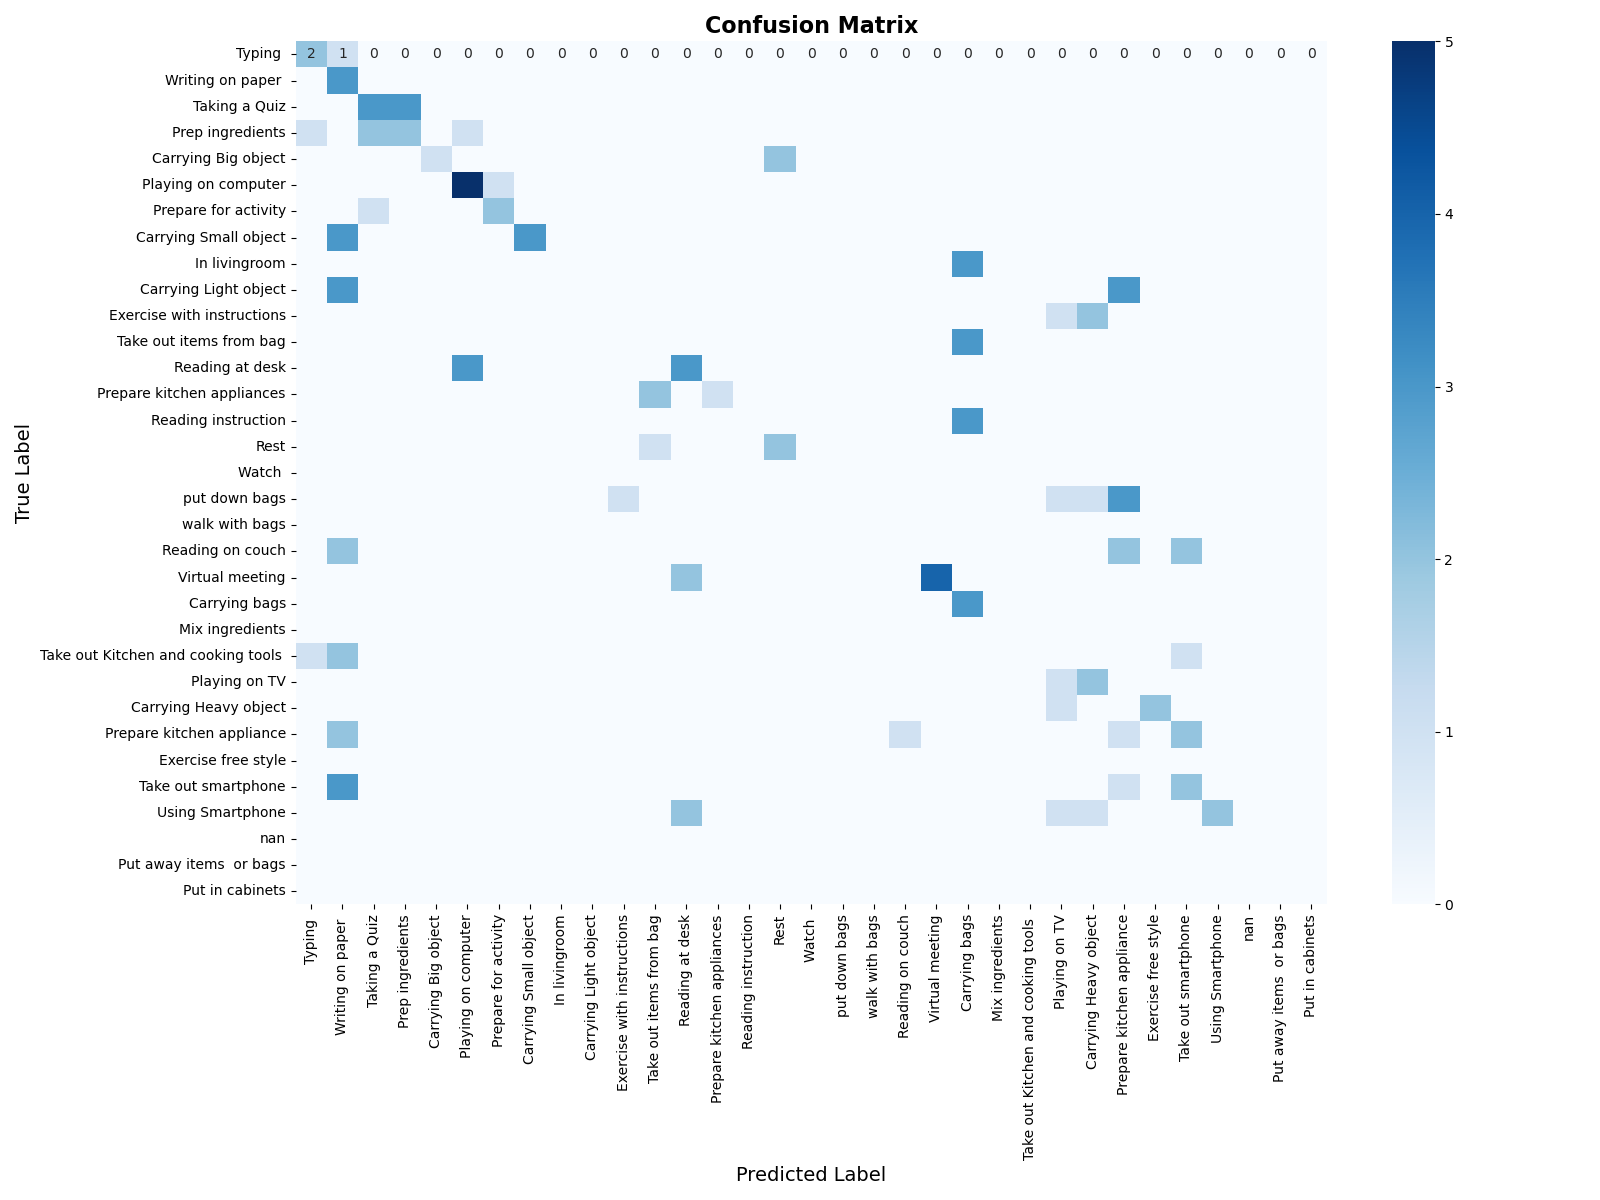 Confusion Matrix
Typing
Writing on paper
Taking a Quiz
Prep ingredients
Carrying Big object
Playing on computer
Prepare for activity
Carrying Small object
In livingroom
Carrying Light object
Exercise with instructions
Take out items from bag
Reading at desk
Prepare kitchen appliances
Reading instruction
Rest
Watch
put down bags
walk with bags
Reading on couch
Virtual meeting
Carrying bags
Mix ingredients
Take out Kitchen and cooking tools
Playing on TV
Carrying Heavy object
Prepare kitchen appliance
Exercise free style
Take out smartphone
Using Smartphone
nan
Put away items  or bags
Put in cabinets
True Label
2 1 0 0 0 0 0 0 0 0 0 0 0 0 0 0 0 0 0 0 0 0 0 0 0 0 0 0 0 0 0 0 0
5
4
3
2
1
0
Typing
Writing on paper
Taking a Quiz
Prep ingredients
Carrying Big object
Playing on computer
Prepare for activity
Carrying Small object
In livingroom
Carrying Light object
Exercise with instructions
Take out items from bag
Reading at desk
Prepare kitchen appliances
Reading instruction
Rest
Watch
put down bags
walk with bags
Reading on couch
Virtual meeting
Carrying bags
Mix ingredients
Take out Kitchen and cooking tools
Playing on TV
Carrying Heavy object
Prepare kitchen appliance
Exercise free style
Take out smartphone
Using Smartphone
nan
Put away items  or bags
Put in cabinets
Predicted Label